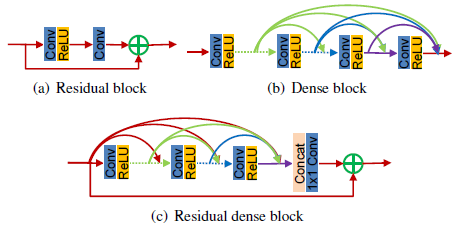 Conv
ReLU
Conv
(a) Residual block
Conv
ReLU
Conv
ReLU
Conv
ReLU
Conv
ReLU
(b) Dense block
Conv
ReLU
Conv
ReLU
Conv
ReLU
Concat
1x1 Conv
(c) Residual dense block